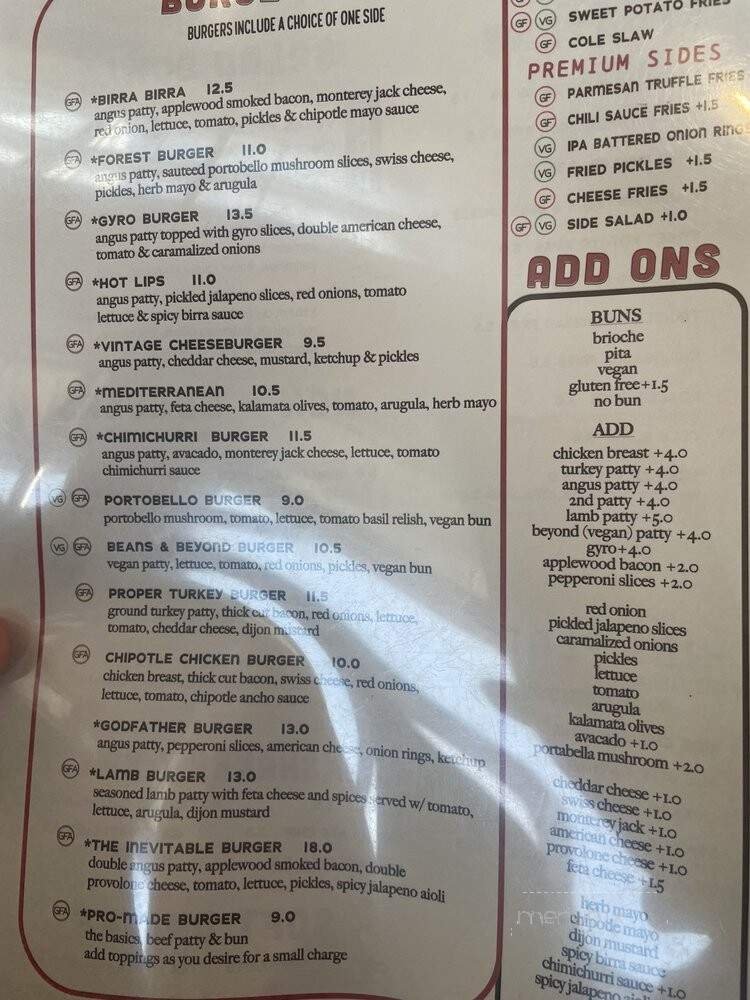 BURGERS INCLUDE A CHOICE OF ONE SIDE
GFA *BIRRA BIRRA 12.5
angus patty, applewood smoked bacon, monterey jack cheese,
red onion, lettuce, tomato, pickles & chipotle mayo sauce
GFA *FOREST BURGER 11.0
angus patty, sauteed portobello mushroom slices, swiss cheese,
pickles, herb mayo & arugula
GFA *GYRO BURGER 13.5
angus patty topped with gyro slices, double american cheese,
tomato & caramalized onions
GFA *HOT LIPS 11.0
angus patty, pickled jalapeno slices, red onions, tomato
lettuce & spicy birra sauce
GFA *VINTAGE CHEESEBURGER 9.5
angus patty, cheddar cheese, mustard, ketchup & pickles
GFA *MEDITERRANEAN 10.5
angus patty, feta cheese, kalamata olives, tomato, arugula, herb mayo
GFA *CHIMICHURRI BURGER 11.5
angus patty, avacado, monterey jack cheese, lettuce, tomato
chimichurri sauce
VG GFA PORTOBELLO BURGER 9.0
portobello mushroom, tomato, lettuce, tomato basil relish, vegan bun
VG GFA BEANS & BEYOND BURGER 10.5
vegan patty, lettuce, tomato, red onions, pickles, vegan bun
GFA PROPER TURKEY BURGER 11.5
ground turkey patty, thick cut bacon, red onions, lettuce,
tomato, cheddar cheese, dijon mustard
GFA CHIPOTLE CHICKEN BURGER 10.0
chicken breast, thick cut bacon, swiss cheese, red onions,
lettuce, tomato, chipotle ancho sauce
*GODFATHER BURGER 13.0
angus patty, pepperoni slices, american cheese, onion rings, ketchup
GFA *LAMB BURGER 13.0
seasoned lamb patty with feta cheese and spices served w/ tomato,
lettuce, arugula, dijon mustard
GFA *THE INEVITABLE BURGER 18.0
double angus patty, applewood smoked bacon, double
provolone cheese, tomato, lettuce, pickles, spicy jalapeno aioli
GFA *PRO-MADE BURGER 9.0
the basics, beef patty & bun
add toppings as you desire for a small charge
GF VG SWEET POTATO FRIES
GF COLE SLAW
PREMIUM SIDES
GF PARMESAN TRUFFLE FRIES
GF CHILI SAUCE FRIES +1.5
VG IPA BATTERED ONION RING
VG FRIED PICKLES +1.5
GF CHEESE FRIES +1.5
GF VG SIDE SALAD +1.0
ADD ONS
BUNS
brioche
pita
vegan
gluten free+1.5
no bun
ADD
chicken breast +4.0
turkey patty +4.0
angus patty +4.0
2nd patty +4.0
lamb patty +5.0
beyond (vegan) patty +4.0
gyro+4.0
applewood bacon +2.0
pepperoni slices +2.0
red onion
pickled jalapeno slices
caramalized onions
pickles
lettuce
tomato
arugula
kalamata olives
avacado +1.0
portabella mushroom +2.0
cheddar cheese +1.0
swiss cheese +1.0
monterey jack +1.0
american cheese +1.0
provolone cheese +1.0
feta cheese +1.5
herb mayo
chipotle mayo
dijon mustard
spicy birra sauce
chimichurri sauce +1.0
spicy jalapeno